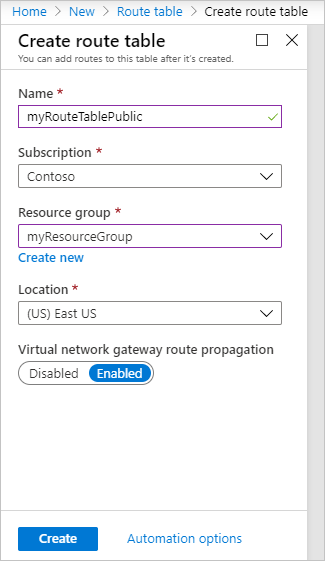 Home > New > Route table > Create route table
Create route table
You can add routes to this table after it's created.
Name *
myRouteTablePublic
Subscription *
Contoso
Resource group *
myResourceGroup
Create new
Location *
(US) East US
Virtual network gateway route propagation
Disabled Enabled
Create Automation options